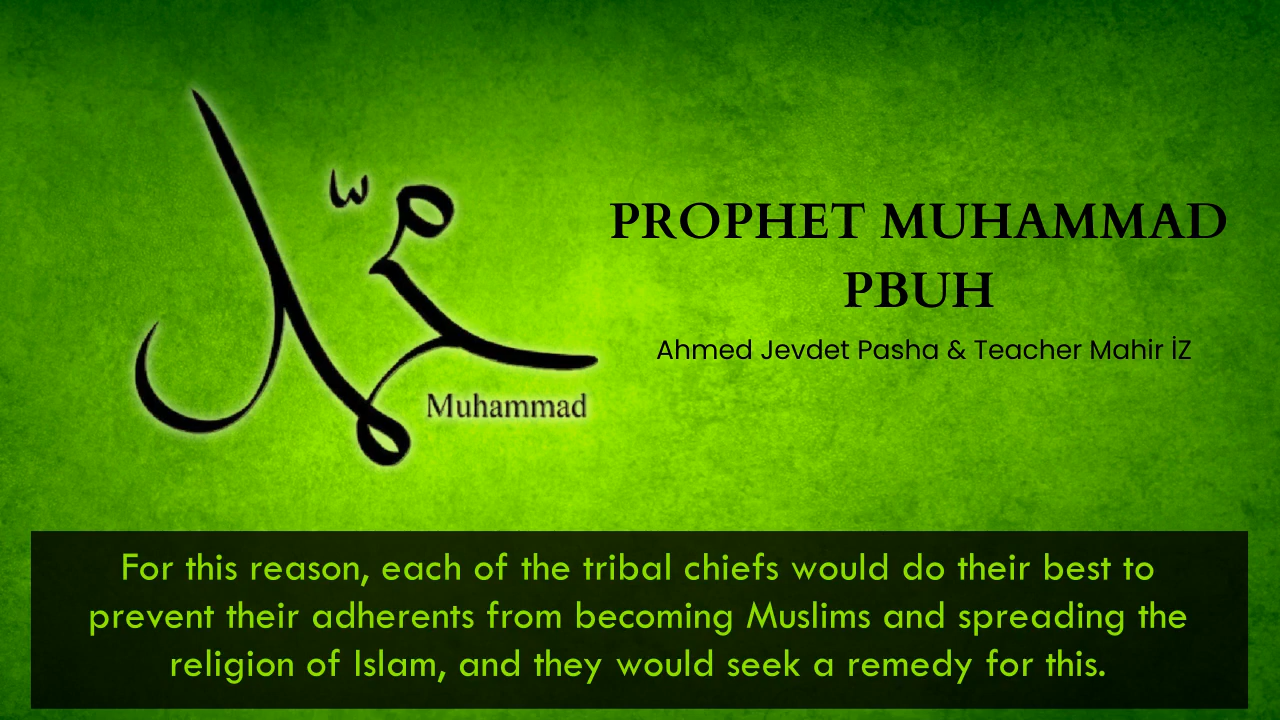 محمد
PROPHET MUHAMMAD
PBUH
Ahmed Jevdet Pasha & Teacher Mahir İZ
Muhammad
For this reason, each of the tribal chiefs would do their best to
prevent their adherents from becoming Muslims and spreading the
religion of Islam, and they would seek a remedy for this.